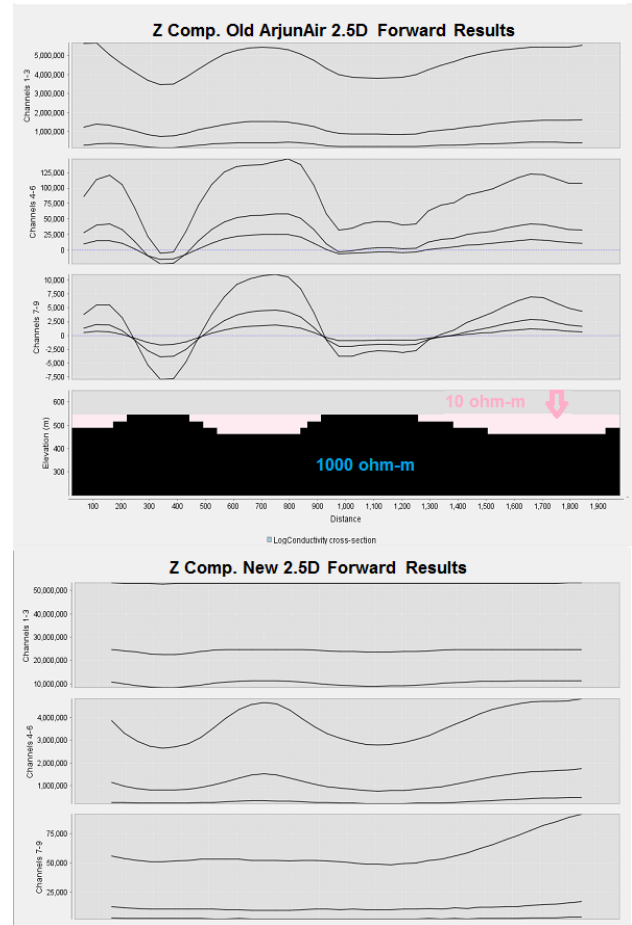 Z Comp. Old ArjunAir 2.5D Forward Results
Channels 1-3
5,000,000
4,000,000
3,000,000
2,000,000
1,000,000
Channels 4-6
125,000
100,000
75,000
50,000
25,000
0
Channels 7-9
10,000
7,500
5,000
2,500
0
-2,500
-5,000
-7,500
Elevation (m)
600
500
400
300
10 ohm-m
1000 ohm-m
100 200 300 400 500 600 700 800 900 1,000 1,100 1,200 1,300 1,400 1,500 1,600 1,700 1,800 1,900
Distance
LogConductivity cross-section
Z Comp. New 2.5D Forward Results
Channels 1-3
50,000,000
40,000,000
30,000,000
20,000,000
10,000,000
Channels 4-6
4,000,000
3,000,000
2,000,000
1,000,000
Channels 7-9
75,000
50,000
25,000